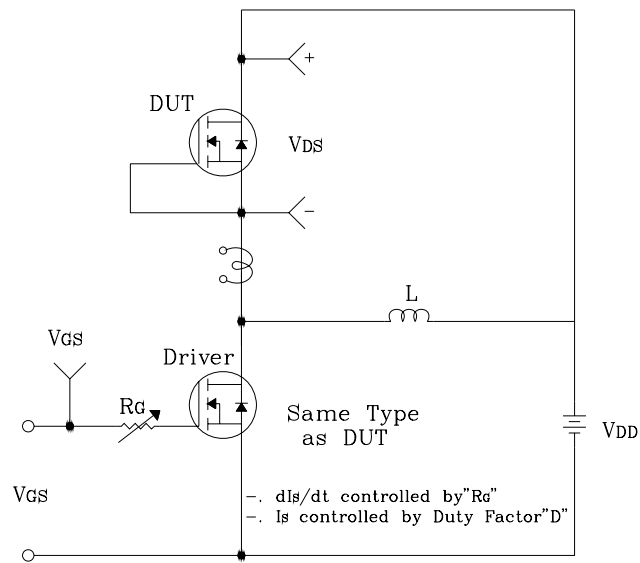 +
DUT
VDS
−
L
VGS
Driver
RG
Same Type
as DUT
VDD
VGS
−. dIs/dt controlled by"RG"
−. Is controlled by Duty Factor"D"